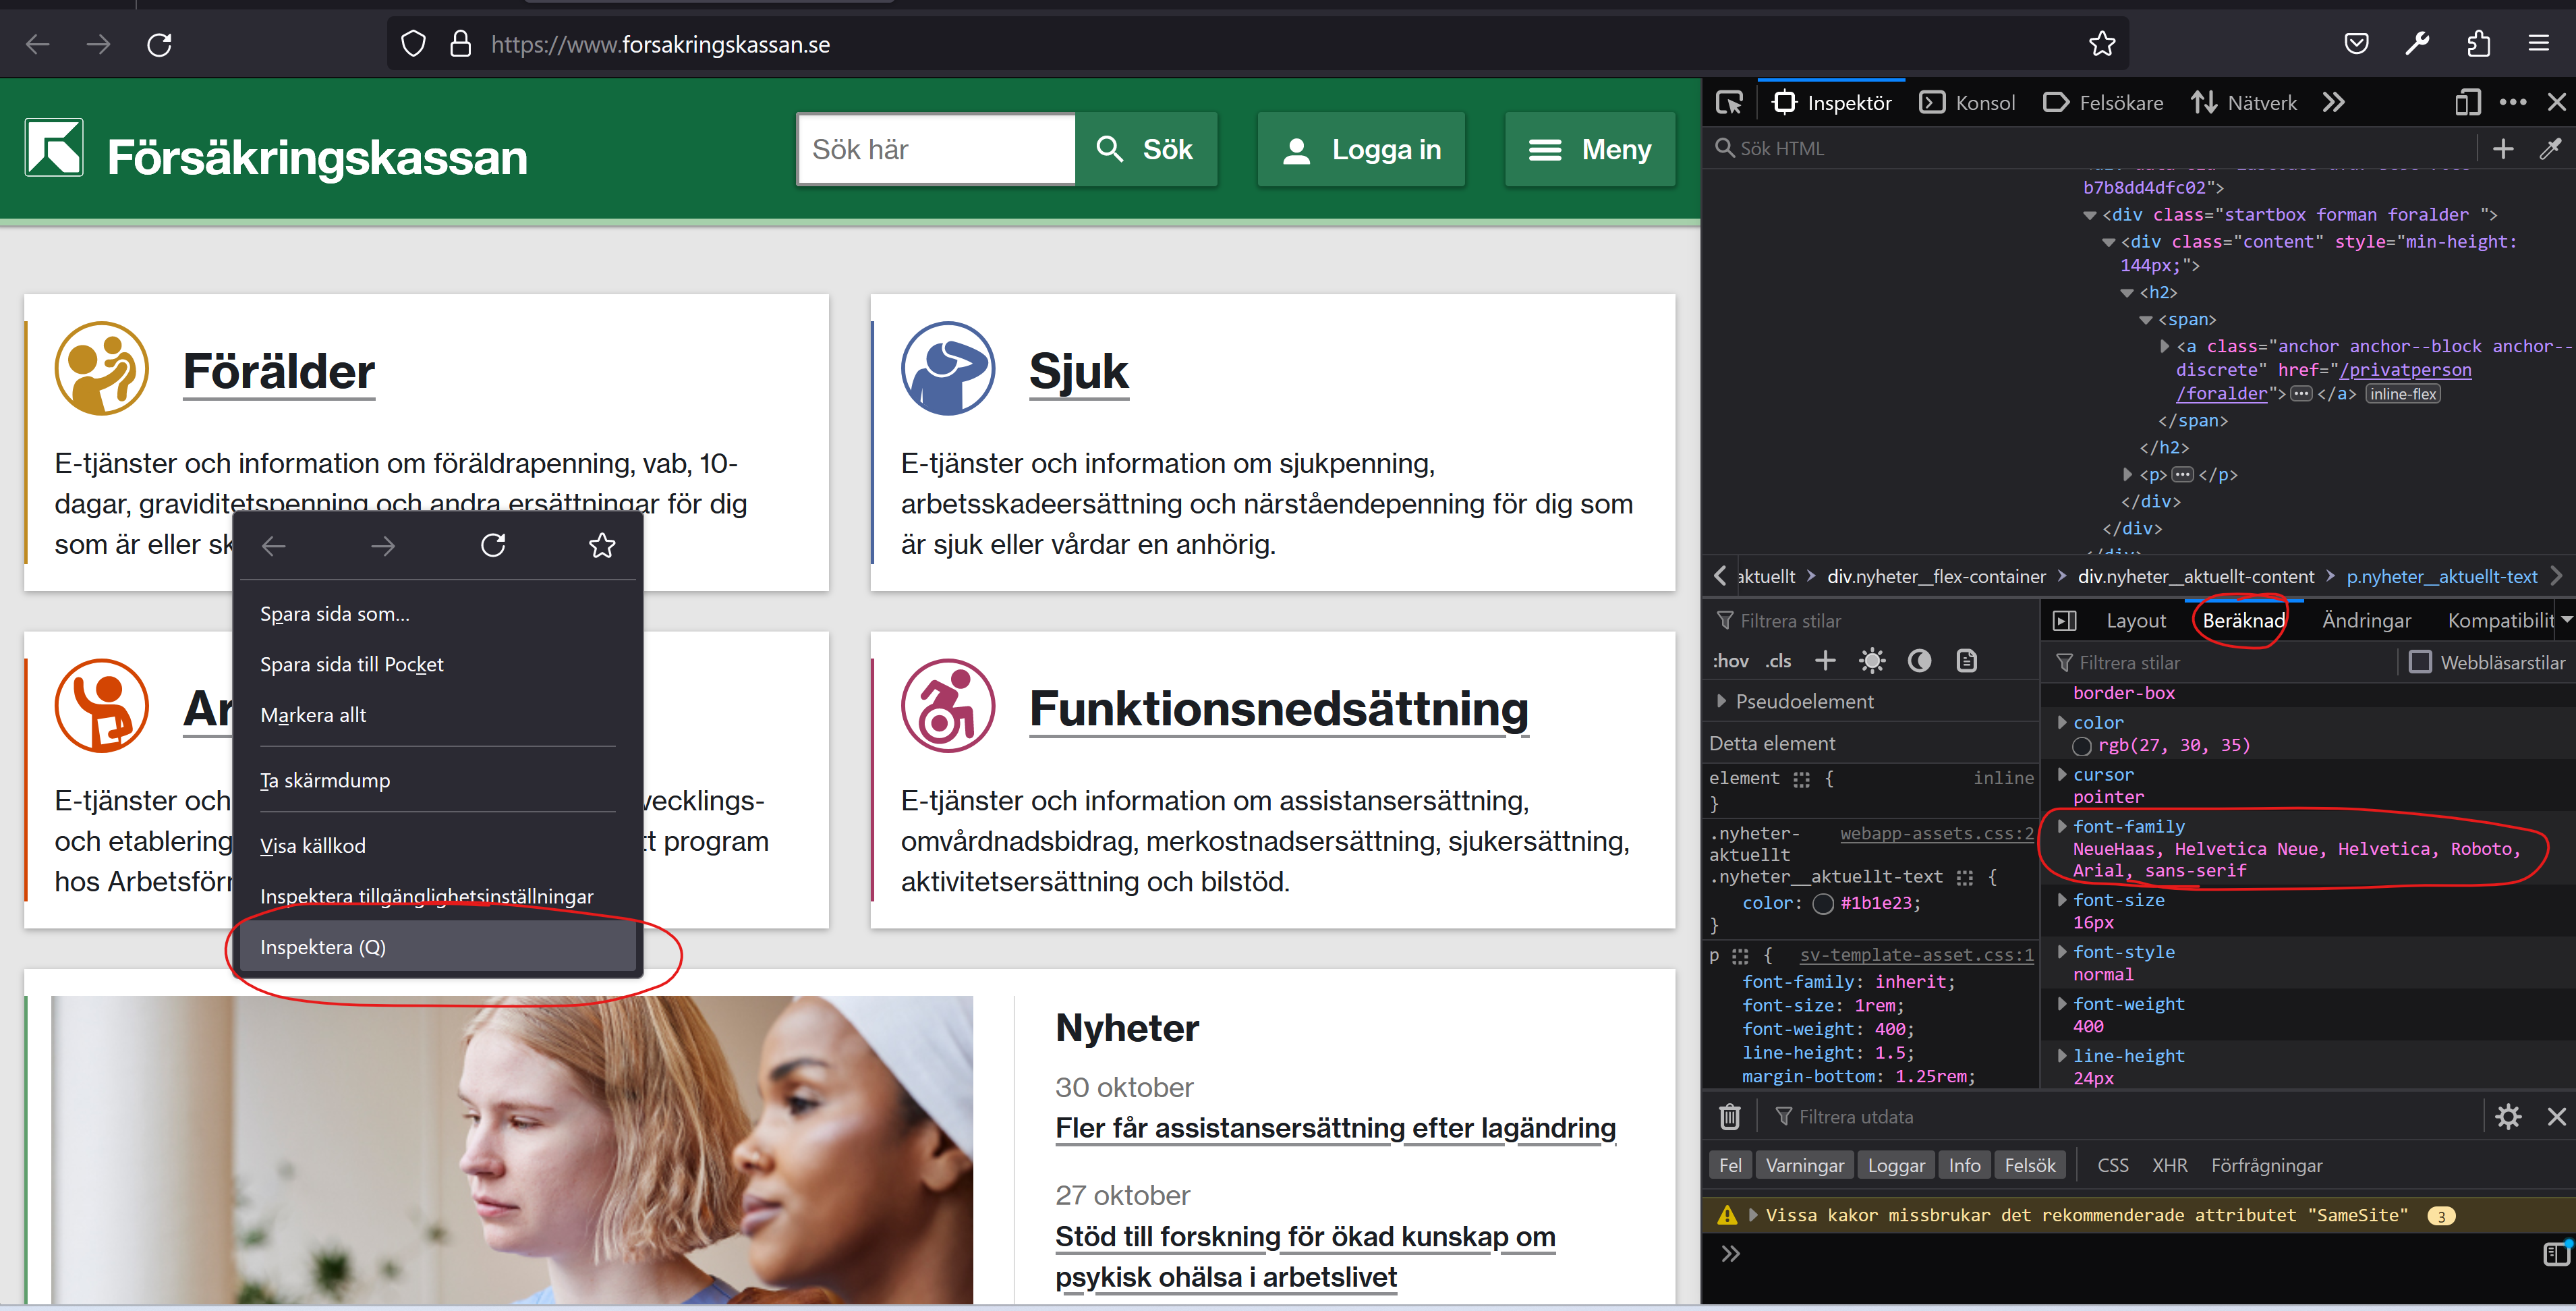 https://www.forsakringskassan.se
Försäkringskassan
Sök här
Sök
Logga in
Meny
Förälder
E-tjänster och information om föräldrapenning, vab, 10-
dagar, graviditetspenning och andra ersättningar för dig
som är eller sk
Sjuk
E-tjänster och information om sjukpenning,
arbetsskadeersättning och närståendepenning för dig som
är sjuk eller vårdar en anhörig.
Ar
E-tjänster och
vecklings-
och etablering
tt program
hos Arbetsförr
Funktionsnedsättning
E-tjänster och information om assistansersättning,
omvårdnadsbidrag, merkostnadsersättning, sjukersättning,
aktivitetsersättning och bilstöd.
Spara sida som...
Spara sida till Pocket
Markera allt
Ta skärmdump
Visa källkod
Inspektera tillgänglighetsinställningar
Inspektera (Q)
Nyheter
30 oktober
Fler får assistansersättning efter lagändring
27 oktober
Stöd till forskning för ökad kunskap om
psykisk ohälsa i arbetslivet
Inspektör
Konsol
Felsökare
Nätverk
Sök HTML
b7b8dd4dfc02">
<div class="startbox forman foralder ">
<div class="content" style="min-height:
144px;">
<h2>
<span>
<a class="anchor anchor--block anchor--
discrete" href="/privatperson
/foralder"> ••• </a> inline-flex
</span>
</h2>
<p> ••• </p>
</div>
</div>
</div>
aktuellt > div.nyheter__flex-container > div.nyheter__aktuellt-content > p.nyheter__aktuellt-text
Filtrera stilar
:hov .cls
Pseudoelement
Detta element
element { inline
}
.nyheter- webapp-assets.css:2
aktuellt
.nyheter__aktuellt-text {
color: #1b1e23;
}
p { sv-template-asset.css:1
font-family: inherit;
font-size: 1rem;
font-weight: 400;
line-height: 1.5;
margin-bottom: 1.25rem;
Layout
Beräknad
Ändringar
Kompatibilit
Filtrera stilar
Webbläsarstilar
border-box
color
rgb(27, 30, 35)
cursor
pointer
font-family
NeueHaas, Helvetica Neue, Helvetica, Roboto,
Arial, sans-serif
font-size
16px
font-style
normal
font-weight
400
line-height
24px
Filtrera utdata
Fel
Varningar
Loggar
Info
Felsök
CSS
XHR
Förfrågningar
Vissa kakor missbrukar det rekommenderade attributet "SameSite" 3